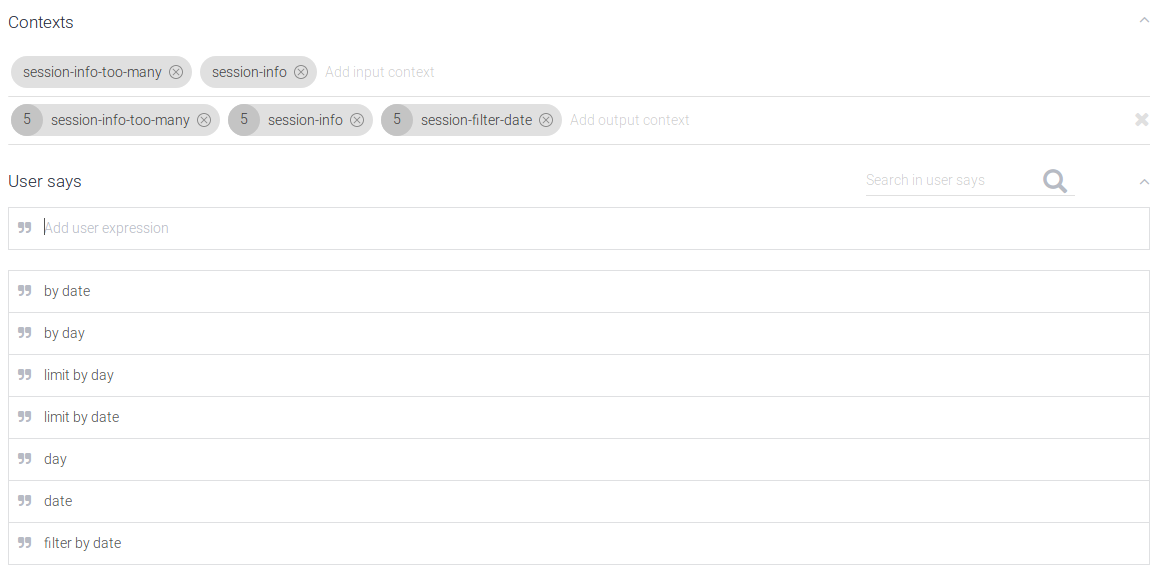 Contexts
session-info-too-many session-info Add input context
5 session-info-too-many 5 session-info 5 session-filter-date Add output context
User says Search in user says
Add user expression
by date
by day
limit by day
limit by date
day
date
filter by date